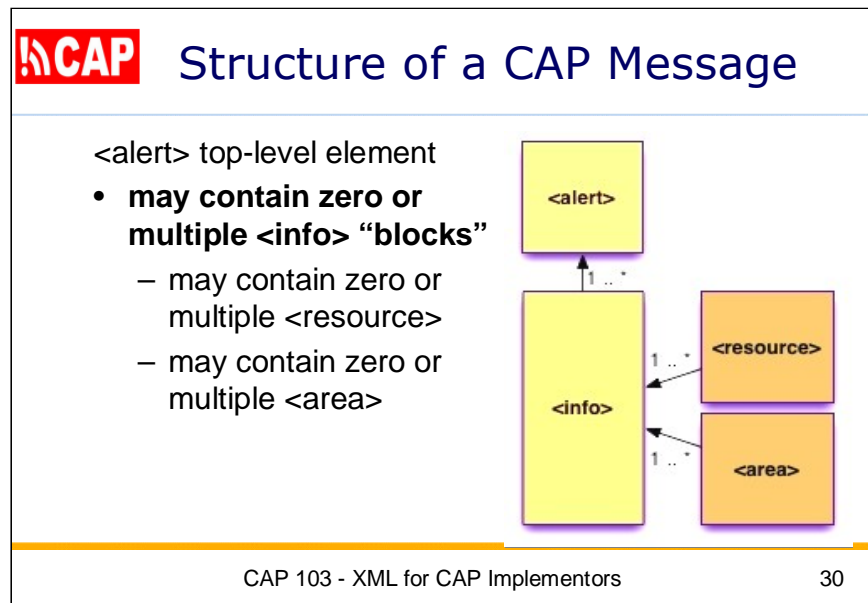 CAP
Structure of a CAP Message
<alert> top-level element
• may contain zero or
multiple <info> “blocks”
– may contain zero or
multiple <resource>
– may contain zero or
multiple <area>
<alert>
1 .. *
<info>
1 .. *
<resource>
1 .. *
<area>
CAP 103 - XML for CAP Implementors
30